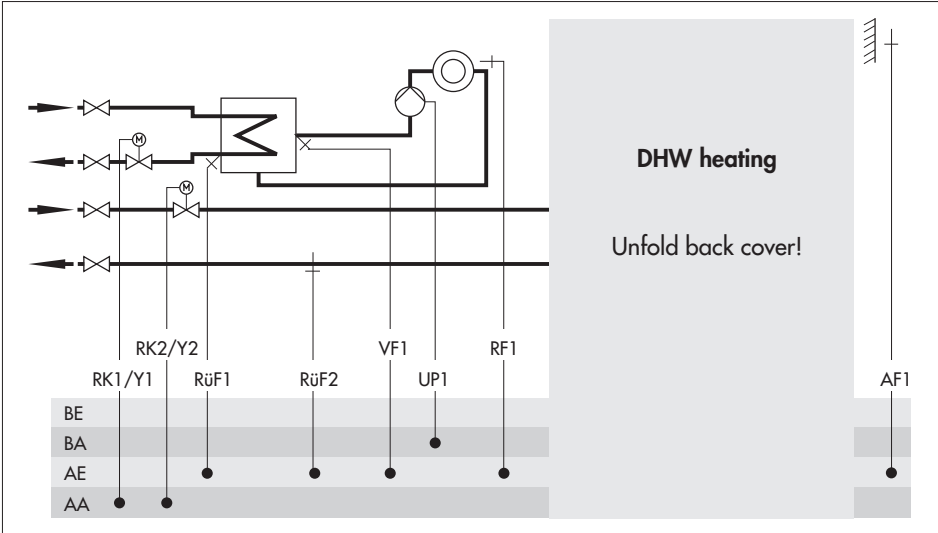 M
DHW heating
M
Unfold back cover!
RK2/Y2 VF1 RF1
RK1/Y1 RüF1 RüF2 UP1 AF1
BE
BA
AE
AA